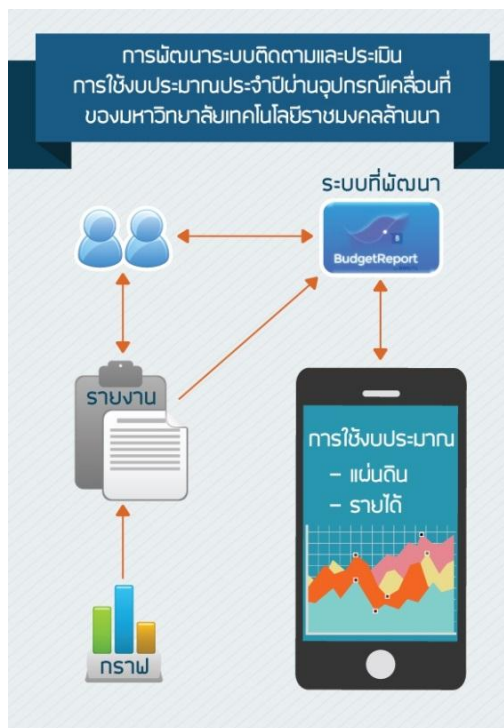 การพัฒนาระบบติดตามและประเมิน
การใช้งบประมาณประจำปีผ่านอุปกรณ์เคลื่อนที่
ของมหาวิทยาลัยเทคโนโลยีราชมงคลล้านนา
ระบบที่พัฒนา
BudgetReport
รายงาน
การใช้งบประมาณ
- แผ่นดิน
- รายได้
กราฟ